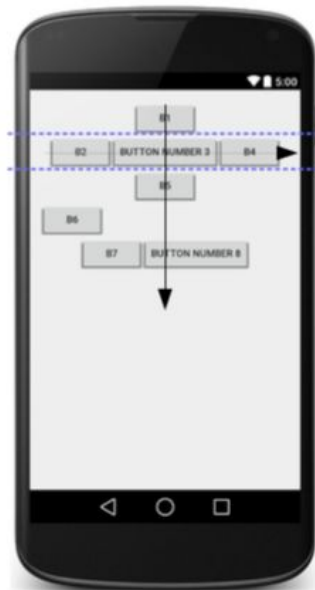 5:00
B1
B2 BUTTON NUMBER 3 B4
B5
B6
B7 BUTTON NUMBER 8